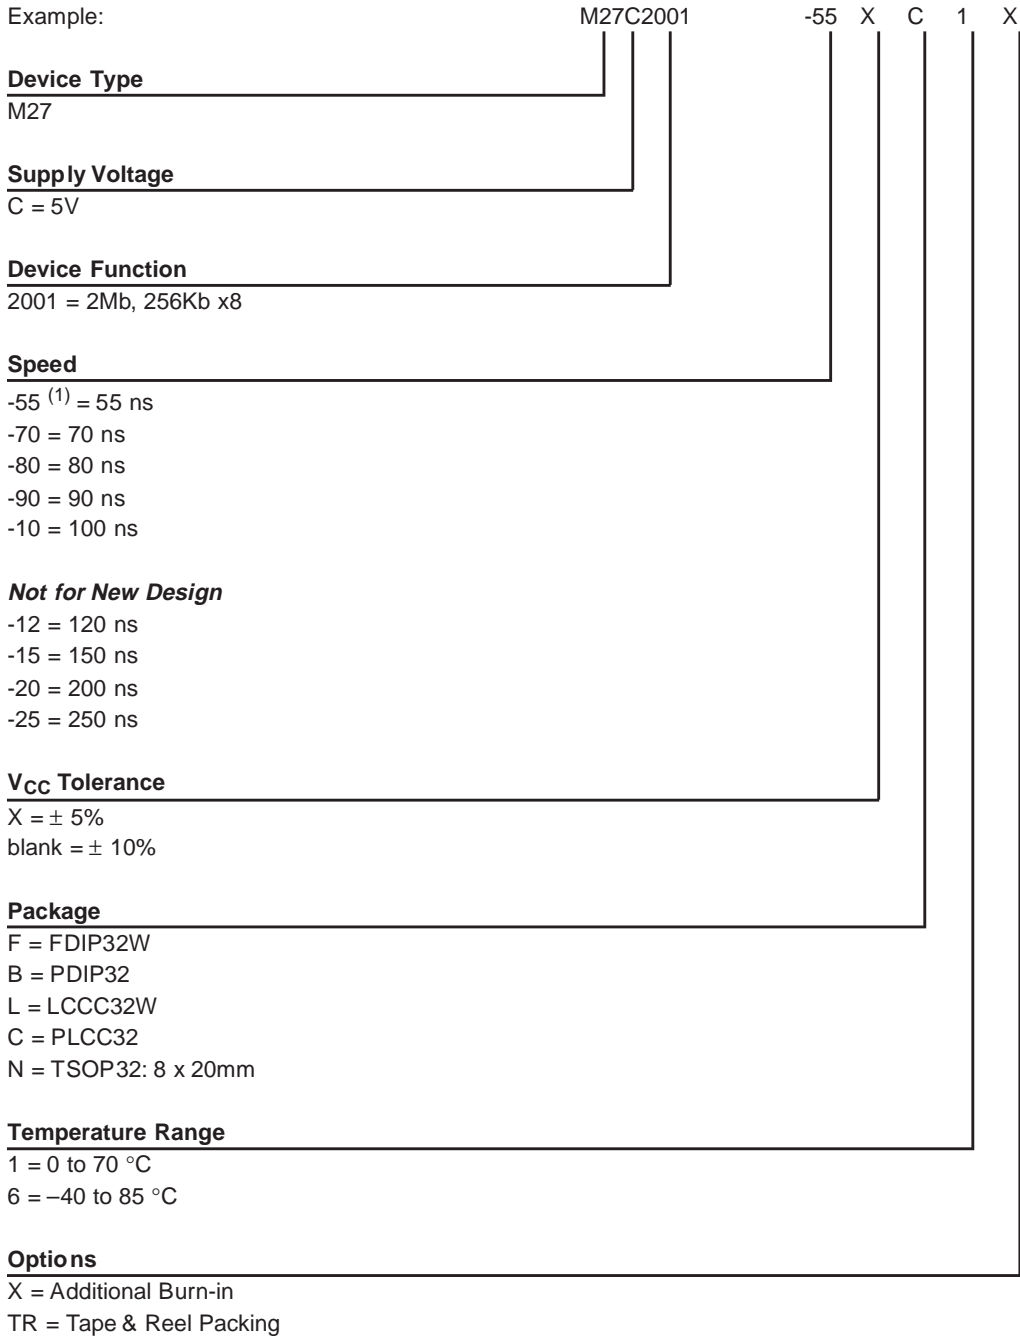 Example: M27C2001 -55 X C 1 X
Device Type
M27
Supply Voltage
C = 5V
Device Function
2001 = 2Mb, 256Kb x8
Speed
-55 (1) = 55 ns
-70 = 70 ns
-80 = 80 ns
-90 = 90 ns
-10 = 100 ns
Not for New Design
-12 = 120 ns
-15 = 150 ns
-20 = 200 ns
-25 = 250 ns
VCC Tolerance
X = ± 5%
blank = ± 10%
Package
F = FDIP32W
B = PDIP32
L = LCCC32W
C = PLCC32
N = TSOP32: 8 x 20mm
Temperature Range
1 = 0 to 70 °C
6 = –40 to 85 °C
Options
X = Additional Burn-in
TR = Tape & Reel Packing